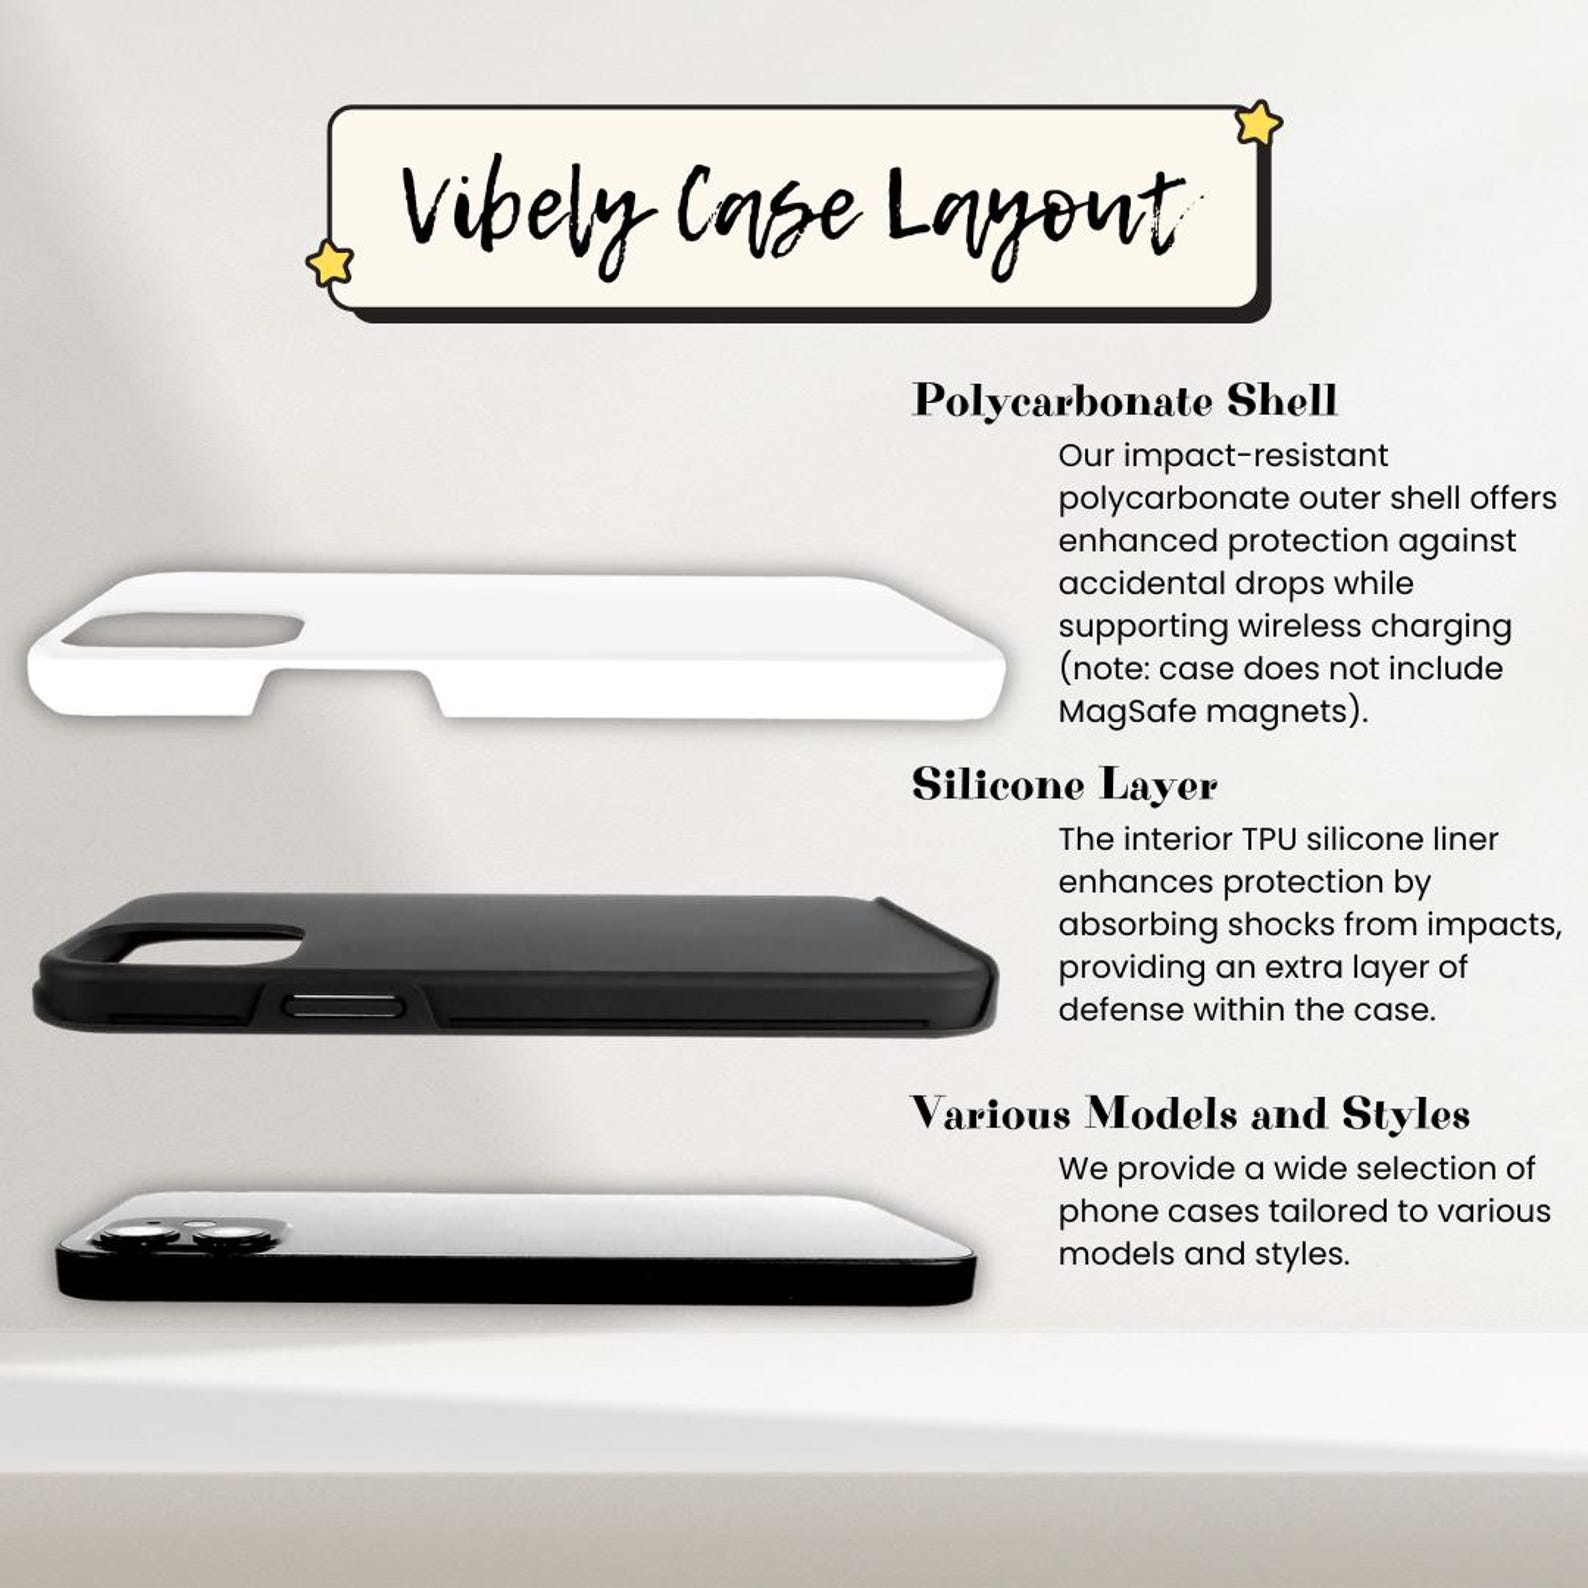 Vibely Case Layout
Polycarbonate Shell
Our impact-resistant
polycarbonate outer shell offers
enhanced protection against
accidental drops while
supporting wireless charging
(note: case does not include
MagSafe magnets).
Silicone Layer
The interior TPU silicone liner
enhances protection by
absorbing shocks from impacts,
providing an extra layer of
defense within the case.
Various Models and Styles
We provide a wide selection of
phone cases tailored to various
models and styles.